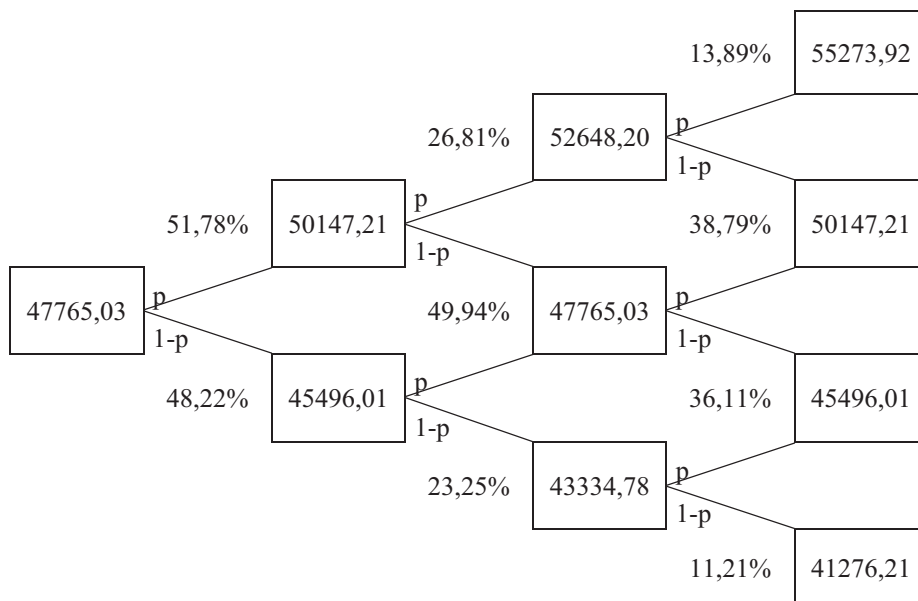 13,89% 55273,92
26,81% 52648,20 p
1-p
51,78% 50147,21 p
1-p
38,79% 50147,21
47765,03 p
1-p
49,94% 47765,03 p
1-p
48,22% 45496,01 p
1-p
36,11% 45496,01
23,25% 43334,78 p
1-p
11,21% 41276,21